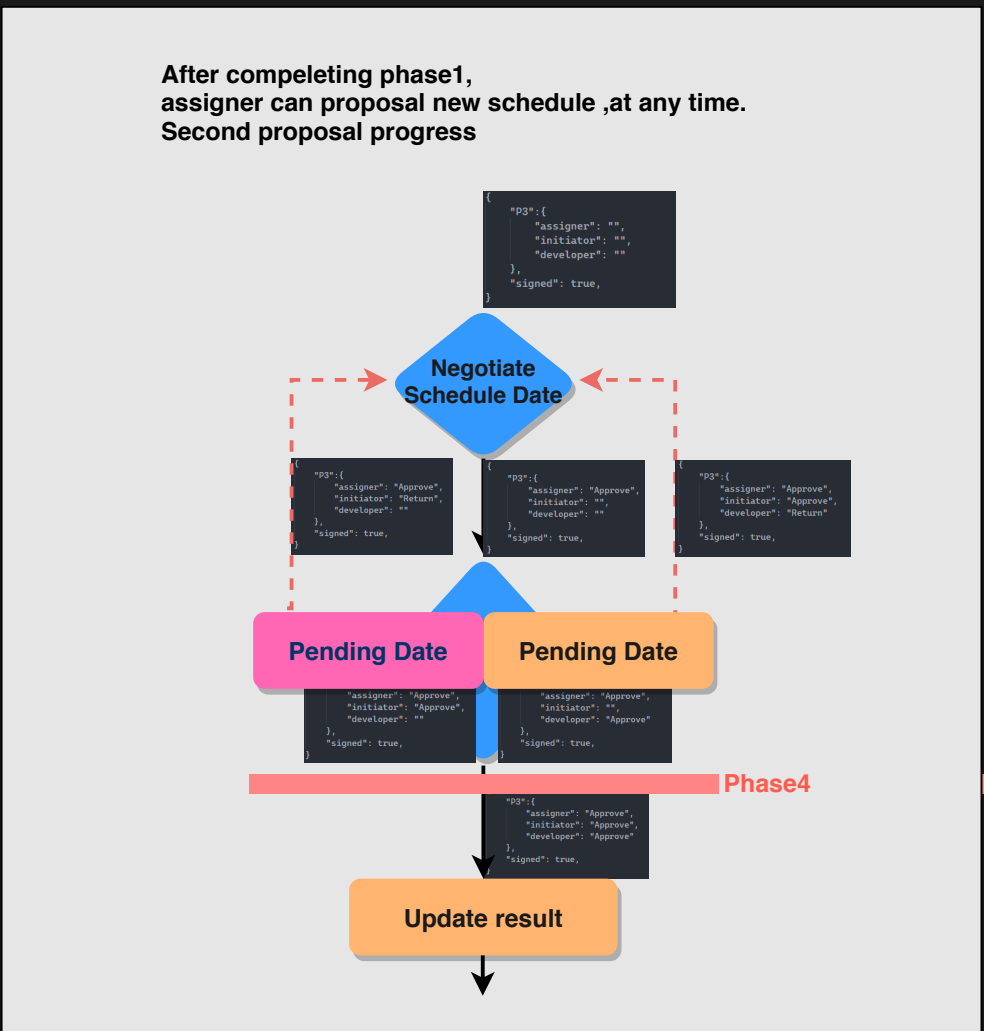 After compeleting phase1,
assigner can proposal new schedule ,at any time.
Second proposal progress
{
"P3":{
"assigner": "",
"initiator": "",
"developer": ""
},
"signed": true,
}
Negotiate
Schedule Date
{
"P3":{
"assigner": "Approve",
"initiator": "Return",
"developer": ""
},
"signed": true,
}
{
"P3":{
"assigner": "Approve",
"initiator": "",
"developer": ""
},
"signed": true,
}
{
"P3":{
"assigner": "Approve",
"initiator": "Approve",
"developer": "Return"
},
"signed": true,
}
Pending Date
Pending Date
"assigner": "Approve",
"initiator": "Approve",
"developer": ""
},
"signed": true,
}
"assigner": "Approve",
"initiator": "",
"developer": "Approve"
},
"signed": true,
}
Phase4
"P3":{
"assigner": "Approve",
"initiator": "Approve",
"developer": "Approve"
},
"signed": true,
}
Update result